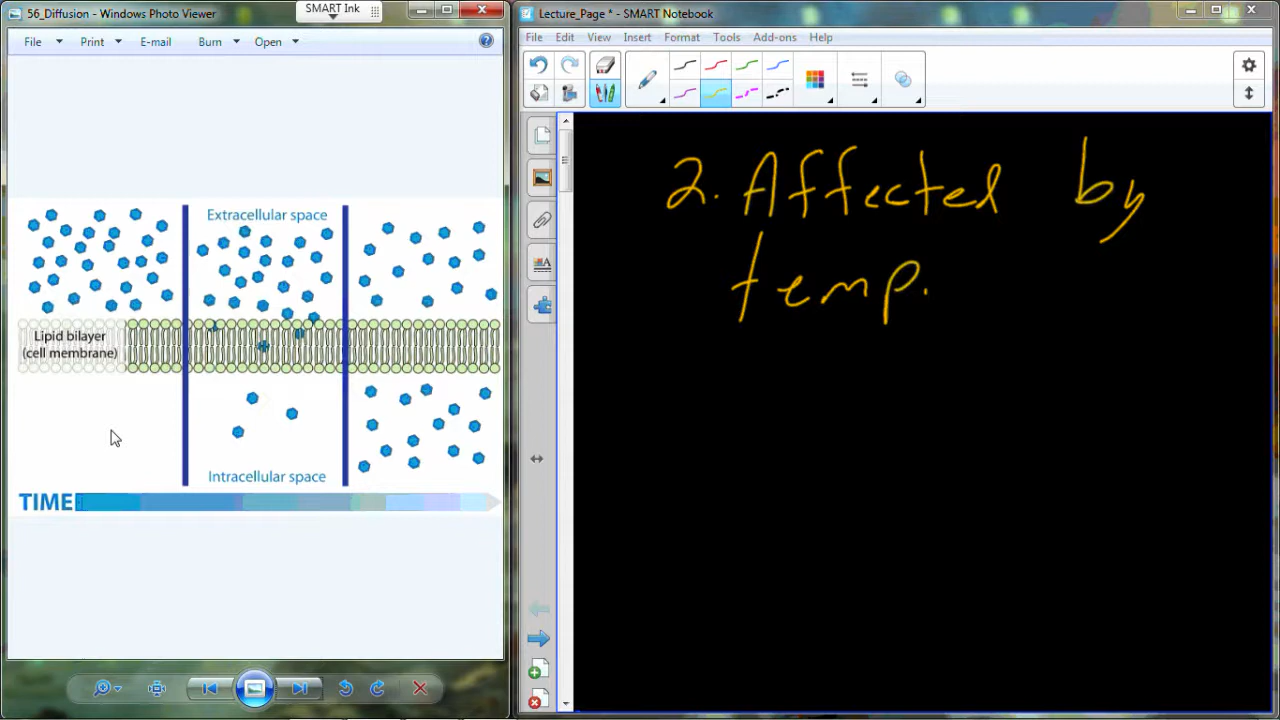 56_Diffusion - Windows Photo Viewer
SMART Ink
File Print E-mail Burn Open
Extracellular space
Lipid bilayer
(cell membrane)
Intracellular space
TIME
Lecture_Page * - SMART Notebook
File Edit View Insert Format Tools Add-ons Help
2. Affected by
temp.